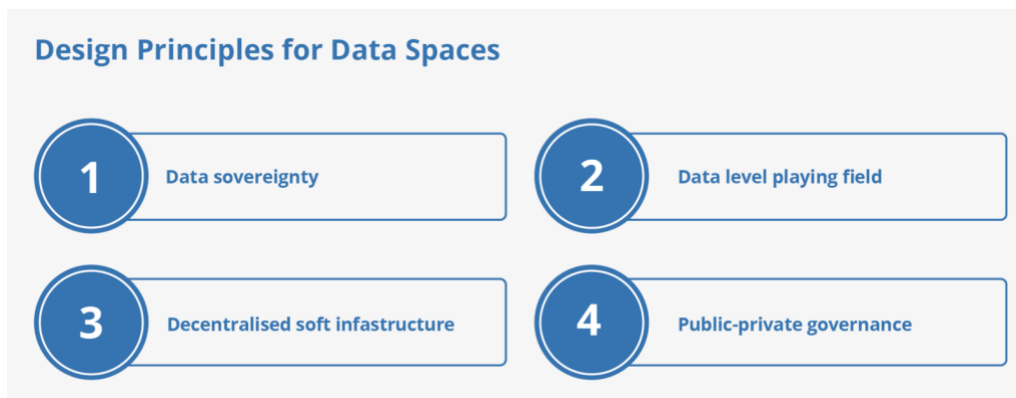 Design Principles for Data Spaces
1
Data sovereignty
2
Data level playing field
3
Decentralised soft infastructure
4
Public-private governance